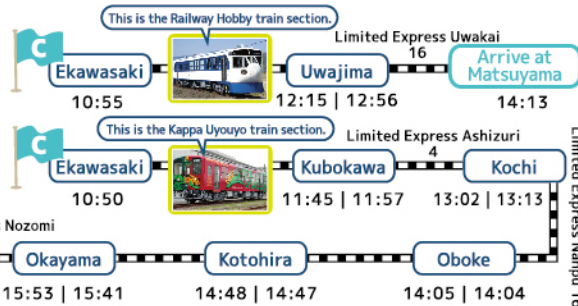 This is the Railway Hobby train section.
Limited Express Uwakai
16
C
Ekawasaki
Uwajima
Arrive at
Matsuyama
10:55
12:15 | 12:56
14:13
This is the Kappa Uyouyo train section.
Limited Express Ashizuri
4
C
Ekawasaki
Kubokawa
Kochi
10:50
11:45 | 11:57
13:02 | 13:13
Limited Express Nanpu
Nozomi
Okayama
Kotohira
Oboke
15:53 | 15:41
14:48 | 14:47
14:05 | 14:04